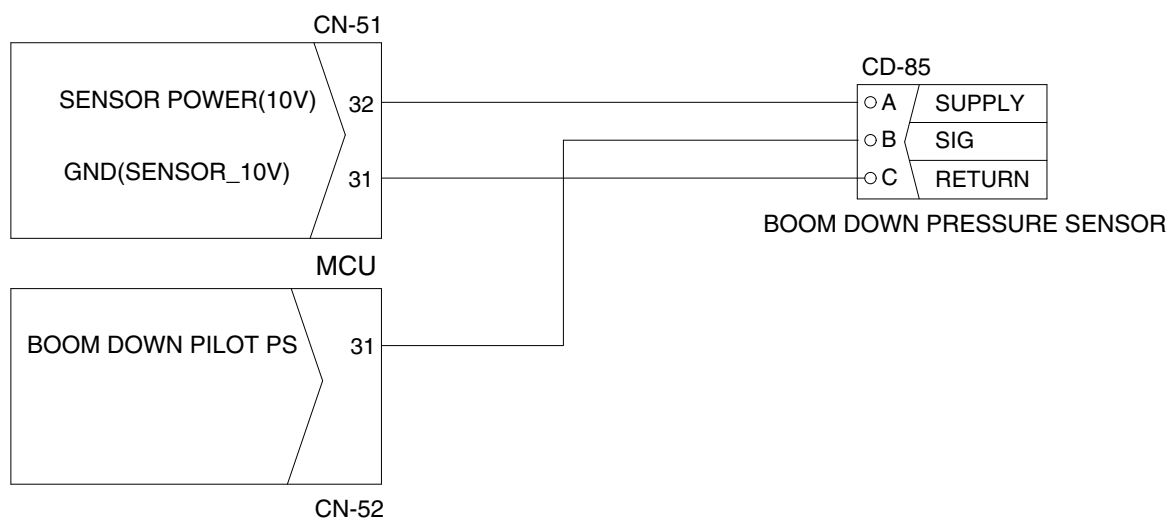 CN-51
SENSOR POWER(10V)
32
GND(SENSOR_10V)
31
MCU
BOOM DOWN PILOT PS
31
CN-52
CD-85
A SUPPLY
B SIG
C RETURN
BOOM DOWN PRESSURE SENSOR